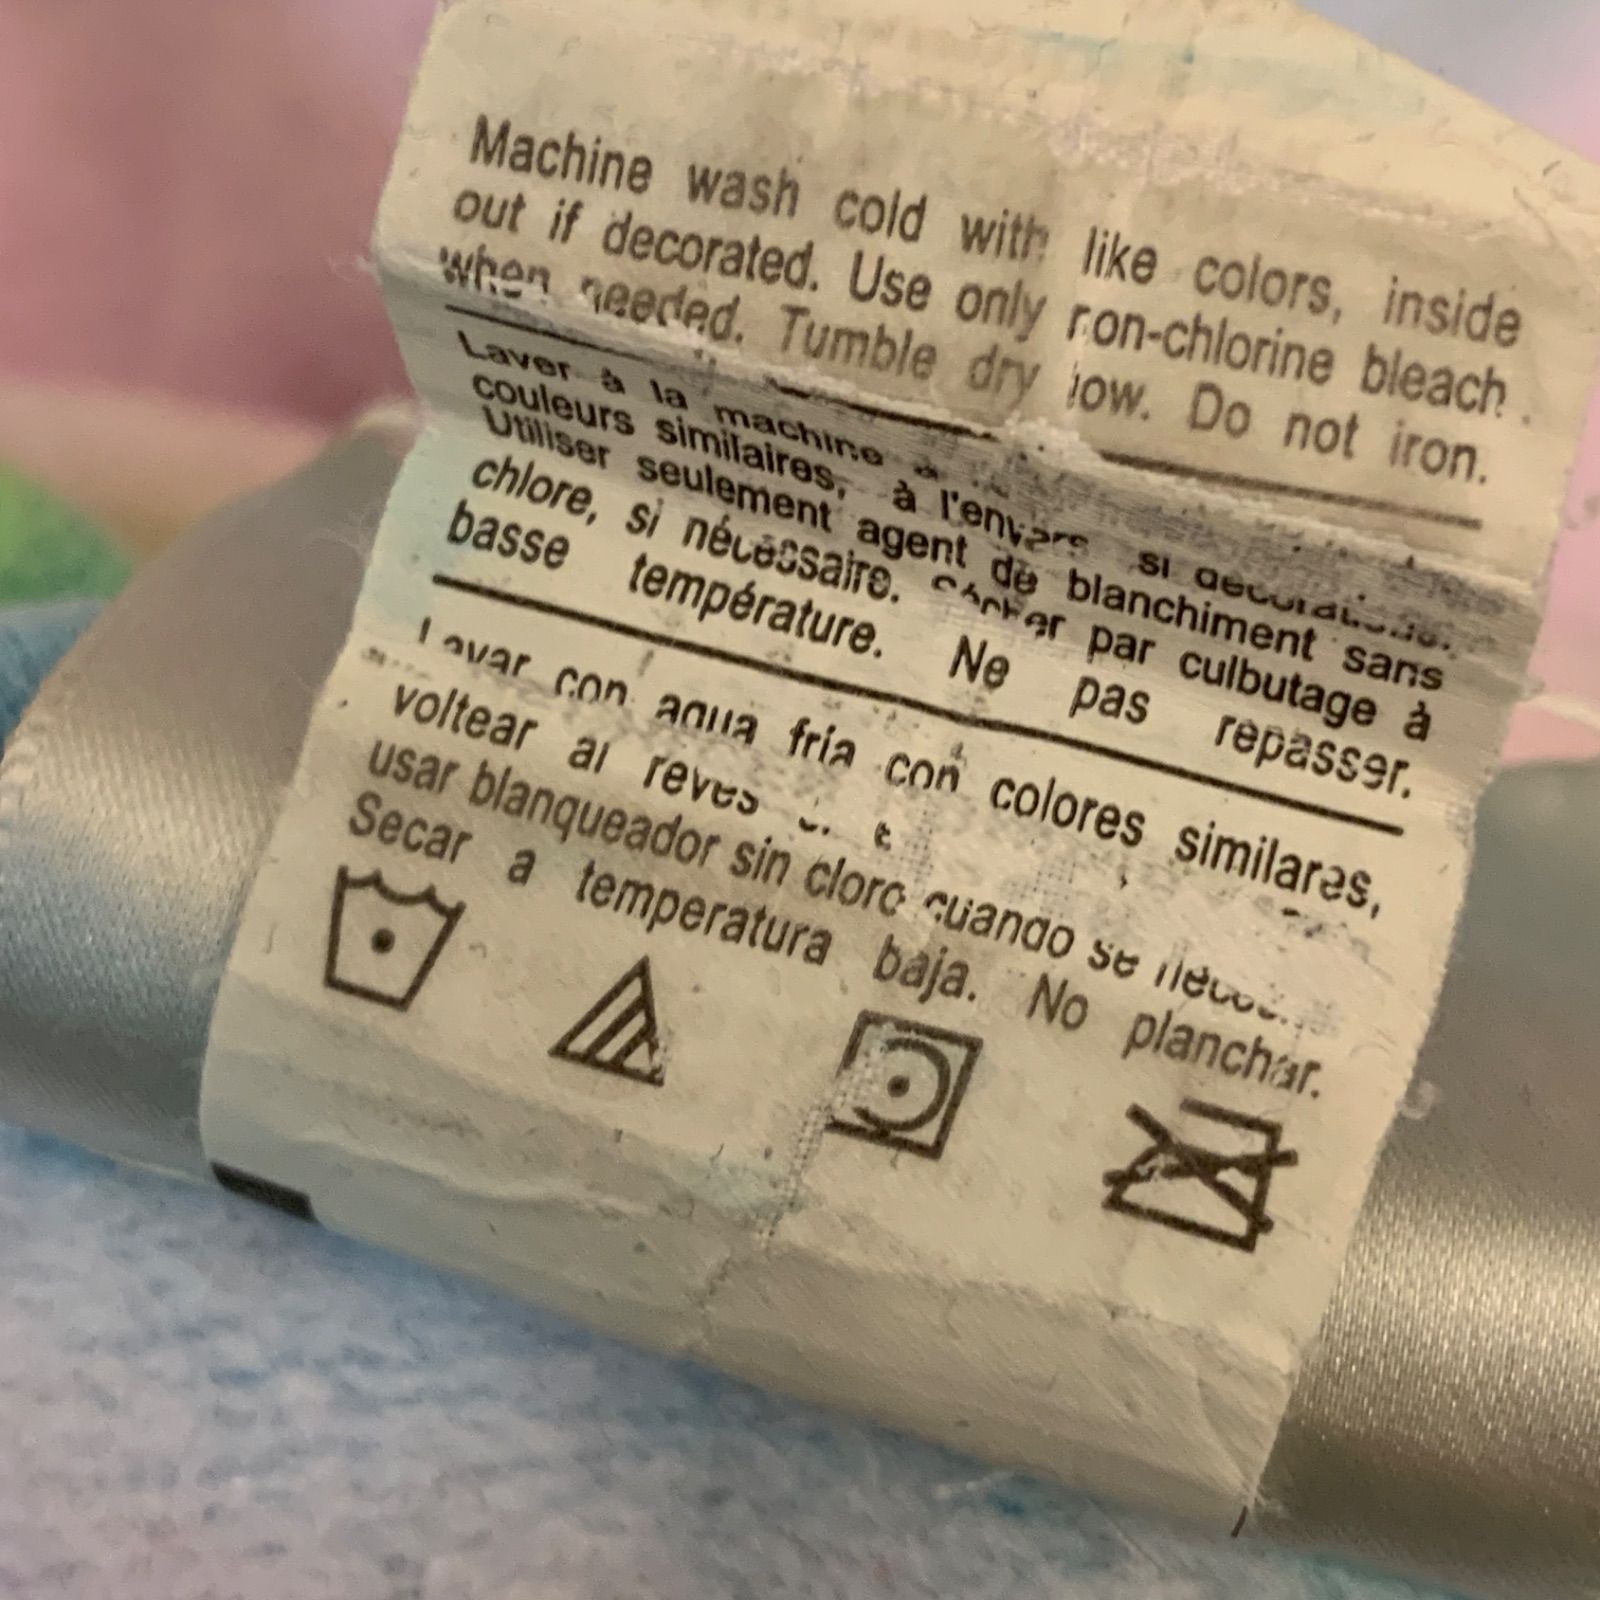 Machine wash cold with like colors, inside
out if decorated. Use only non-chlorine bleach
when needed. Tumble dry low. Do not iron.
Laver à la machine
couleurs similaires, à l'envers si
Utiliser seulement agent de blanchiment sans
chlore, si nécessaire. Sécher par culbutage à
basse température. Ne pas repasser.
Lavar con agua fria con colores similares,
voltear al reves
usar blanqueador sin cloro cuando se
Secar a temperatura baja. No planchar.